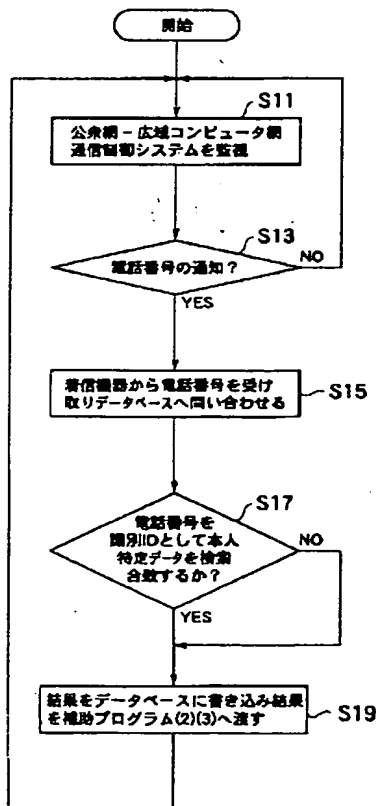 開始
S11
公衆網－広域コンピュータ網
通信制御システムを監視
S13
電話番号の通知？
NO
YES
着信機器から電話番号を受け
取りデータベースへ問い合わせる
S15
S17
電話番号を
識別IDとして本人
特定データを検索
合致するか？
NO
YES
結果をデータベースに書き込み結果
を補助プログラム(2)(3)へ渡す
S19